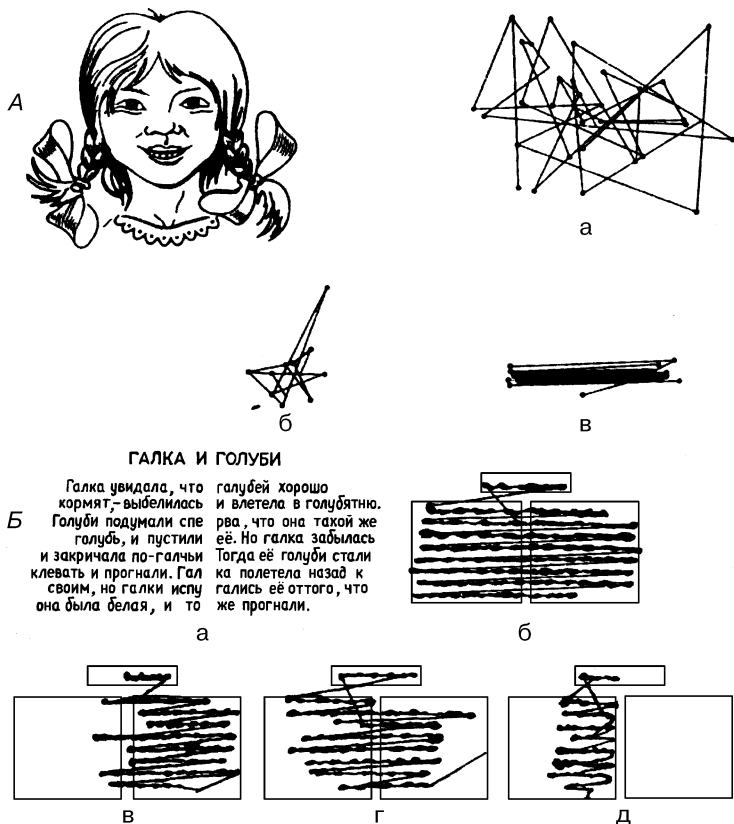 А
а
б
в
ГАЛКА И ГОЛУБИ
Галка увидала, что галубей хорошо
кормят,- выбелилась и влетела в голубятню.
Б
Голуби подумали спе рва, что она такой же
голубь, и пустили её. Но галка забылась
и закричала по-галчьи Тогда её голуби стали
клевать и прогнали. Гал ка полетела назад к
своим, но галки испу гались её оттого, что
она была белая, и то же прогнали.
а
б
в
г
д